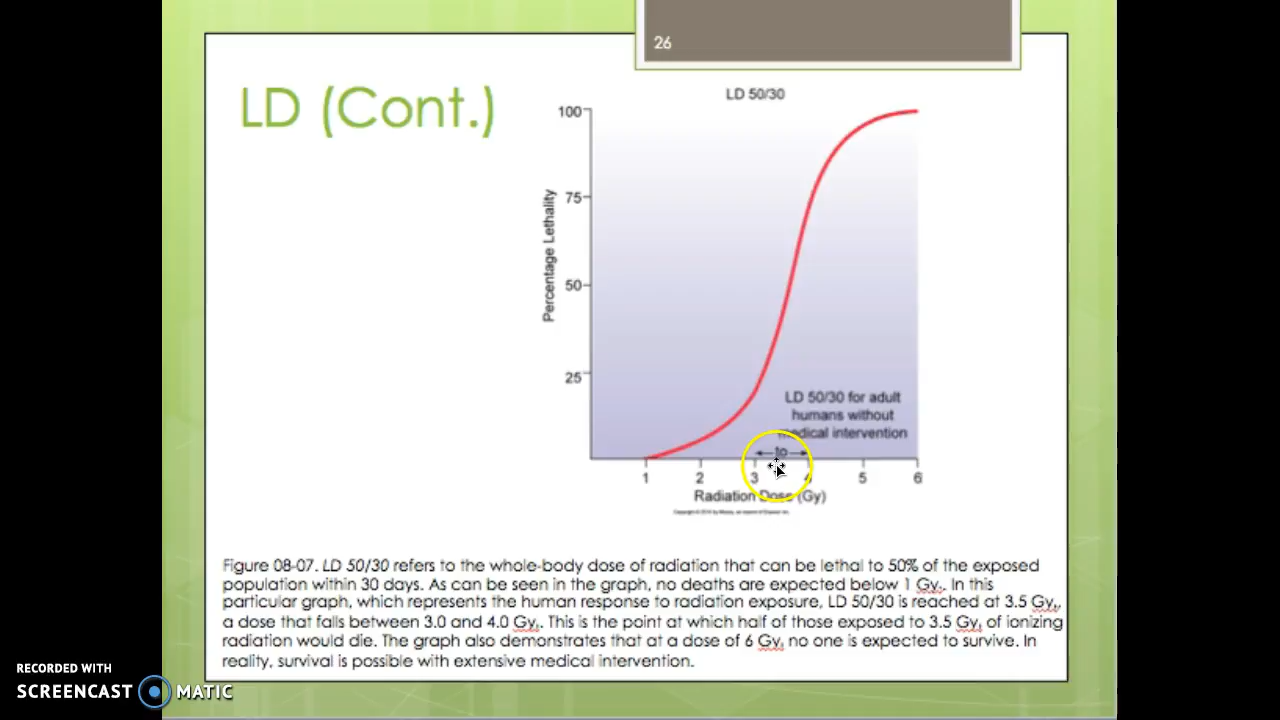 26
LD (Cont.)
LD 50/30
100
75
50
25
Percentage Lethality
LD 50/30 for adult
humans without
medical intervention
to
1 2 3 4 5 6
Radiation Dose (Gy)
Figure 08-07. LD 50/30 refers to the whole-body dose of radiation that can be lethal to 50% of the exposed
population within 30 days. As can be seen in the graph, no deaths are expected below 1 Gyt. In this
particular graph, which represents the human response to radiation exposure, LD 50/30 is reached at 3.5 Gyt,
a dose that falls between 3.0 and 4.0 Gyt. This is the point at which half of those exposed to 3.5 Gyt of ionizing
radiation would die. The graph also demonstrates that at a dose of 6 Gyt no one is expected to survive. In
reality, survival is possible with extensive medical intervention.
RECORDED WITH
SCREENCAST MATIC